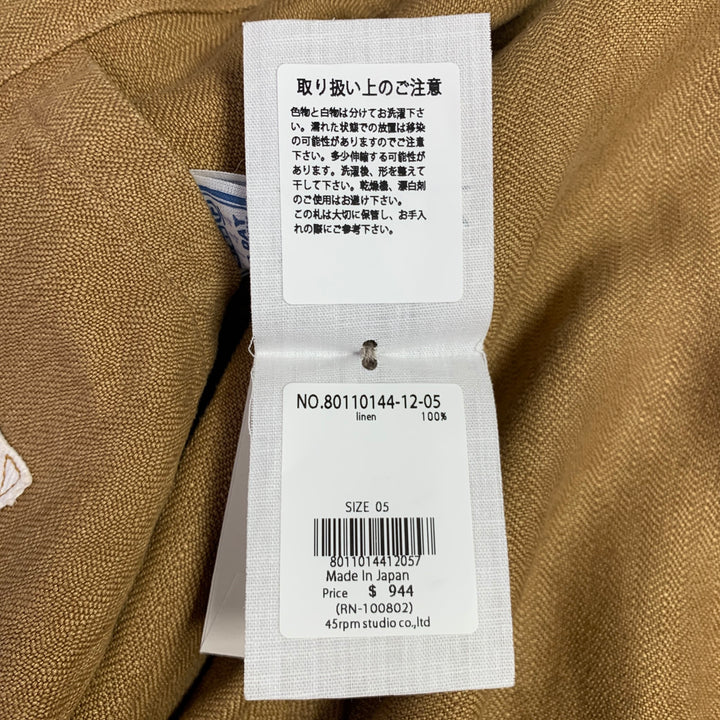 取り扱い上のご注意
色物と白物は分けてお洗濯下さ
い。濡れた状態での放置は移染
の可能性がありますのでご注意
下さい。多少伸縮する可能性が
あります。洗濯後、形を整えて
干して下さい。乾燥機、漂白剤
のご使用はお避け下さい。
この札は大切に保管し、お手入
れの際にご参考下さい。
NO.80110144-12-05
linen 100%
SIZE 05
8011014412057
Made In Japan
Price $ 944
(RN-100802)
45rpm studio co.,ltd